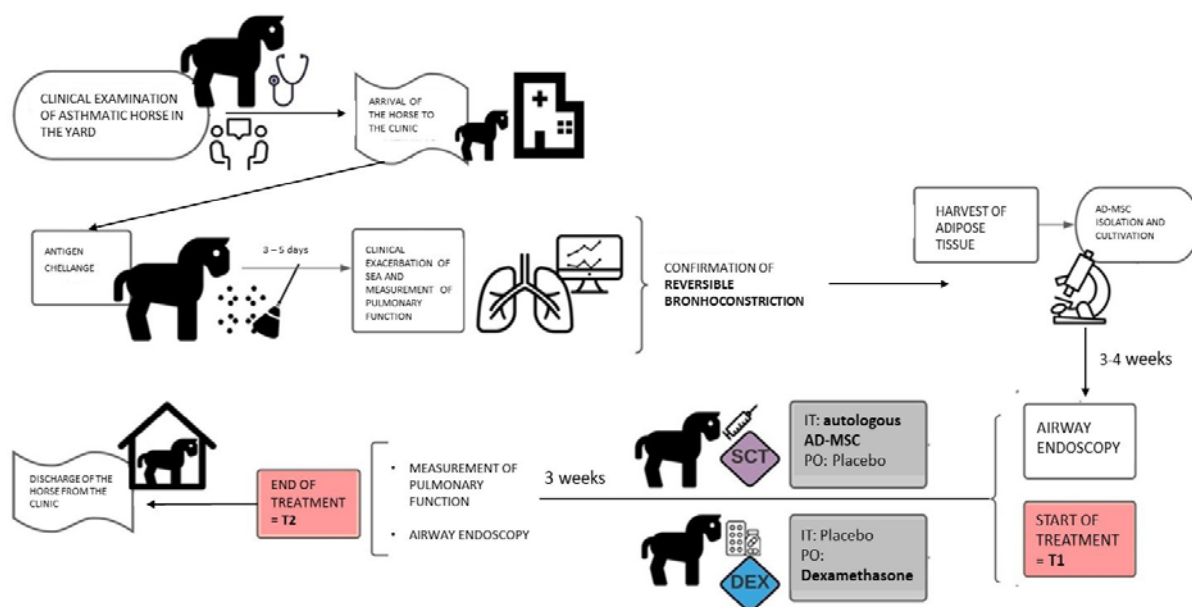 CLINICAL EXAMINATION
OF ASTHMATIC HORSE IN
THE YARD
ARRIVAL OF
THE HORSE TO
THE CLINIC
ANTIGEN
CHELLANGE
3 – 5 days
CLINICAL
EXACERBATION OF
SEA AND
MEASUREMENT OF
PULMONARY
FUNCTION
CONFIRMATION OF
REVERSIBLE
BRONHOCONSTRICTION
HARVEST OF
ADIPOSE
TISSUE
AD-MSC
ISOLATION AND
CULTIVATION
3-4 weeks
AIRWAY
ENDOSCOPY
START OF
TREATMENT
= T1
IT: autologous
AD-MSC
PO: Placebo
SCT
IT: Placebo
PO:
Dexamethasone
DEX
3 weeks
• MEASUREMENT OF
PULMONARY
FUNCTION
• AIRWAY ENDOSCOPY
END OF
TREATMENT
= T2
DISCHARGE OF THE
HORSE FROM THE
CLINIC